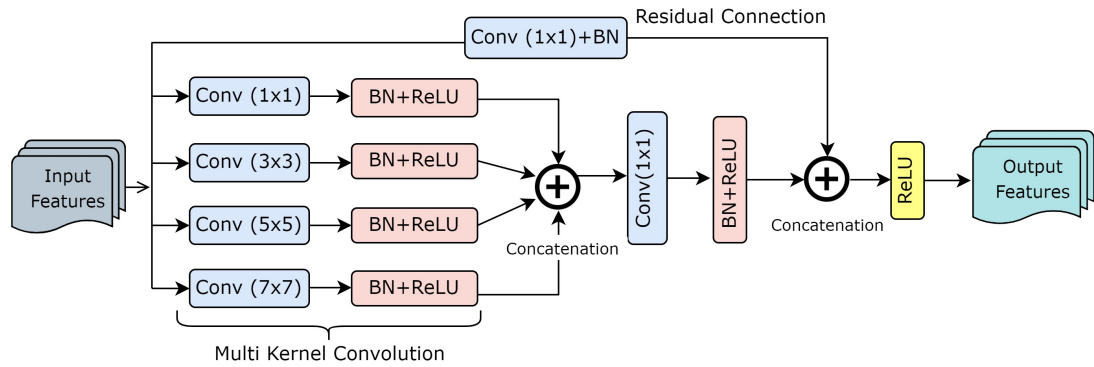 Residual Connection
Conv (1x1)+BN
Conv (1x1)
BN+ReLU
Conv (3x3)
BN+ReLU
Conv (5x5)
BN+ReLU
Conv (7x7)
BN+ReLU
Input
Features
Concatenation
Conv(1x1)
BN+ReLU
Concatenation
ReLU
Output
Features
Multi Kernel Convolution